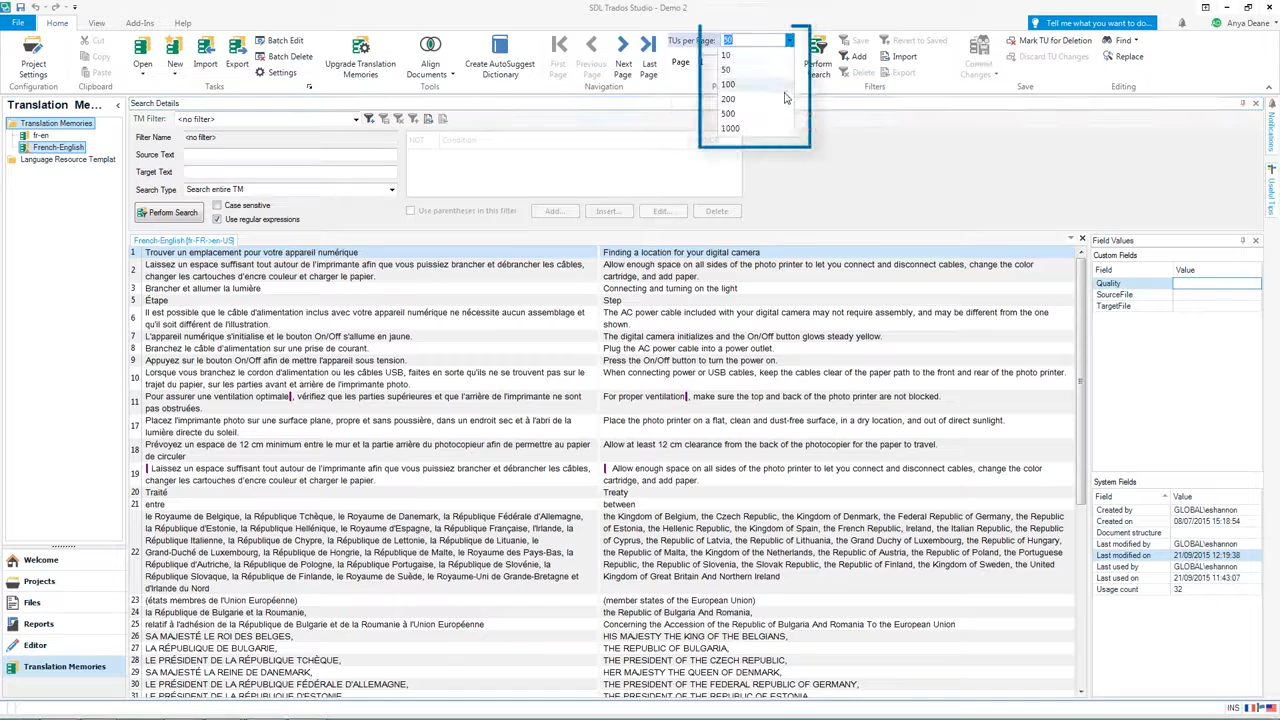 SDL Trados Studio - Demo 2
File
Home
View
Add-Ins
Help
Tell me what you want to do...
Anya Deane
Project Settings
Configuration
Cut
Copy
Paste
Clipboard
Open
New
Import
Export
Batch Edit
Batch Delete
Settings
Tasks
Upgrade Translation Memories
Align Documents
Create AutoSuggest Dictionary
First Page
Previous Page
Next Page
Last Page
Navigation
TUs per Page:
Page
10
50
100
200
500
1000
Perform Search
Save
Add
Delete
Revert to Saved
Import
Export
Filters
Commit Changes
Mark TU for Deletion
Discard TU Changes
Save
Find
Replace
Editing
Translation Me...
Translation Memories
fr-en
French-English
Language Resource Templat
Search Details
TM Filter:
<no filter>
Filter Name
<no filter>
Source Text
Target Text
Search Type
Search entire TM
Perform Search
Case sensitive
Use regular expressions
NOT
Condition
Use parentheses in this filter
Add...
Insert...
Edit...
Delete
Notifications
Useful Tips
French-English [fr-FR->en-US]
1 Trouver un emplacement pour votre appareil numérique
Finding a location for your digital camera
2 Laissez un espace suffisant tout autour de l'imprimante afin que vous puissiez brancher et débrancher les câbles,
changer les cartouches d'encre couleur et charger le papier.
Allow enough space on all sides of the photo printer to let you connect and disconnect cables, change the color
cartridge, and add paper.
3 Brancher et allumer la lumière
Connecting and turning on the light
5 Étape
Step
6 Il est possible que le câble d'alimentation inclus avec votre appareil numérique ne nécessite aucun assemblage et
qu'il soit différent de l'illustration.
The AC power cable included with your digital camera may not require assembly, and may be different from the one
shown.
7 L'appareil numérique s'initialise et le bouton On/Off s'allume en jaune.
The digital camera initializes and the On/Off button glows steady yellow.
8 Branchez le câble d'alimentation sur une prise de courant.
Plug the AC power cable into a power outlet.
9 Appuyez sur le bouton On/Off afin de mettre l'appareil sous tension.
Press the On/Off button to turn the power on.
10 Lorsque vous branchez le cordon d'alimentation ou les câbles USB, faites en sorte qu'ils ne se trouvent pas sur le
trajet du papier, sur les parties avant et arrière de l'imprimante photo.
When connecting power or USB cables, keep the cables clear of the paper path to the front and rear of the photo printer.
11 Pour assurer une ventilation optimale, vérifiez que les parties supérieures et que l'arrière de l'imprimante ne sont
pas obstruées.
For proper ventilation, make sure the top and back of the photo printer are not blocked.
17 Placez l'imprimante photo sur une surface plane, propre et sans poussière, dans un endroit sec et à l'abri de la
lumière directe du soleil.
Place the photo printer on a flat, clean and dust-free surface, in a dry location, and out of direct sunlight.
18 Prévoyez un espace de 12 cm minimum entre le mur et la partie arrière du photocopieur afin de permettre au papier
de circuler
Allow at least 12 cm clearance from the back of the photocopier for the paper to travel.
19 Laissez un espace suffisant tout autour de l'imprimante afin que vous puissiez brancher et débrancher les câbles,
changer les cartouches d'encre couleur et charger le papier.
Allow enough space on all sides of the photo printer to let you connect and disconnect cables, change the color
cartridge, and add paper.
20 Traité
Treaty
21 entre
between
22 le Royaume de Belgique, la République Tchèque, le Royaume de Danemark, la République Fédérale d'Allemagne,
la République d'Estonie, la République Hellénique, le Royaume d'Espagne, la République Française, l'Irlande, la
République Italienne, la République de Chypre, la République de Lettonie, la République de Lituanie, le
Grand-Duché de Luxembourg, la République de Hongrie, la République de Malte, le Royaume des Pays-Bas, la
République d'Autriche, la République de Pologne, la République Portugaise, la République de Slovénie, la
République Slovaque, la République de Finlande, le Royaume de Suède, le Royaume-Uni de Grande-Bretagne et
d'Irlande du Nord
the Kingdom of Belgium, the Czech Republic, the Kingdom of Denmark, the Federal Republic of Germany, the Republic
of Estonia, the Hellenic Republic, the Kingdom of Spain, the French Republic, Ireland, the Italian Republic, the Republic
of Cyprus, the Republic of Latvia, the Republic of Lithuania, the Grand Duchy of Luxembourg, the Republic of Hungary,
the Republic of Malta, the Kingdom of the Netherlands, the Republic of Austria, the Republic of Poland, the Portuguese
Republic, the Republic of Slovenia, the Slovak Republic, the Republic of Finland, the Kingdom of Sweden, the United
Kingdom of Great Britain And Northern Ireland
23 (états membres de l'Union Européenne)
(member states of the European Union)
24 la République de Bulgarie et la Roumanie,
the Republic of Bulgaria And Romania,
25 relatif à l'adhésion de la République de Bulgarie et de la Roumanie à l'Union Européenne
Concerning the Accession of the Republic of Bulgaria And Romania To the European Union
26 SA MAJESTÉ LE ROI DES BELGES,
HIS MAJESTY THE KING OF THE BELGIANS,
27 LA RÉPUBLIQUE DE BULGARIE,
THE REPUBLIC OF BULGARIA,
28 LE PRÉSIDENT DE LA RÉPUBLIQUE TCHÈQUE,
THE PRESIDENT OF THE CZECH REPUBLIC,
29 SA MAJESTÉ LA REINE DE DANEMARK,
HER MAJESTY THE QUEEN OF DENMARK,
30 LE PRÉSIDENT DE LA RÉPUBLIQUE FÉDÉRALE D'ALLEMAGNE,
THE PRESIDENT OF THE FEDERAL REPUBLIC OF GERMANY,
31 LE PRÉSIDENT DE LA RÉPUBLIQUE D'ESTONIE
THE PRESIDENT OF THE REPUBLIC OF ESTONIA
Field Values
Custom Fields
Field
Value
Quality
SourceFile
TargetFile
System Fields
Field
Value
Created by
GLOBAL\eshannon
Created on
08/07/2015 15:18:54
Document structure
Last modified by
GLOBAL\eshannon
Last modified on
21/09/2015 12:19:38
Last used by
GLOBAL\eshannon
Last used on
21/09/2015 11:43:07
Usage count
32
Welcome
Projects
Files
Reports
Editor
Translation Memories
INS